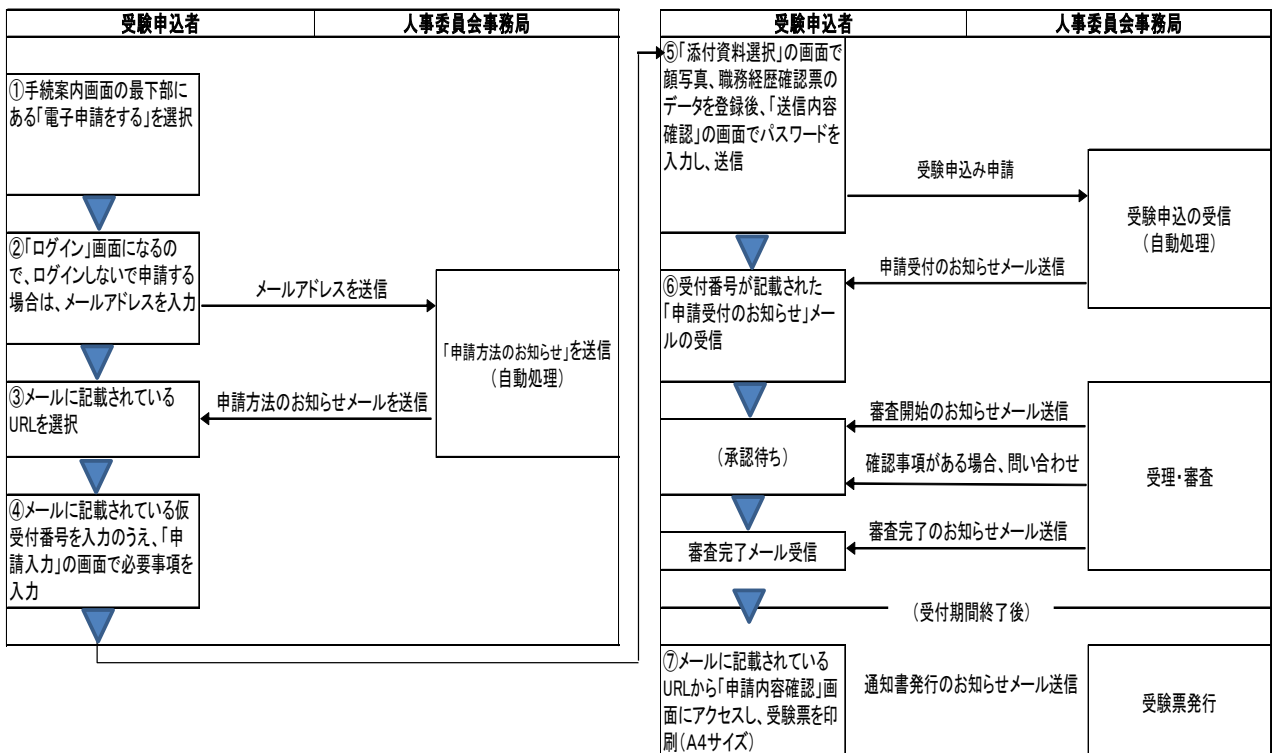 受験申込者
人事委員会事務局
①手続案内画面の最下部に
ある「電子申請をする」を選択
②「ログイン」画面になるの
で、ログインしないで申請する
場合は、メールアドレスを入力
メールアドレスを送信
「申請方法のお知らせ」を送信
（自動処理）
申請方法のお知らせメールを送信
③メールに記載されている
URLを選択
④メールに記載されている仮
受付番号を入力のうえ、「申
請入力」の画面で必要事項を
入力
受験申込者
人事委員会事務局
⑤「添付資料選択」の画面で
顔写真、職務経歴確認票の
データを登録後、「送信内容
確認」の画面でパスワードを
入力し、送信
受験申込み申請
受験申込の受信
（自動処理）
申請受付のお知らせメール送信
⑥受付番号が記載された
「申請受付のお知らせ」メー
ルの受信
審査開始のお知らせメール送信
（承認待ち）
確認事項がある場合、問い合わせ
受理・審査
審査完了のお知らせメール送信
審査完了メール受信
（受付期間終了後）
⑦メールに記載されている
URLから「申請内容確認」画
面にアクセスし、受験票を印
刷（A4サイズ）
通知書発行のお知らせメール送信
受験票発行